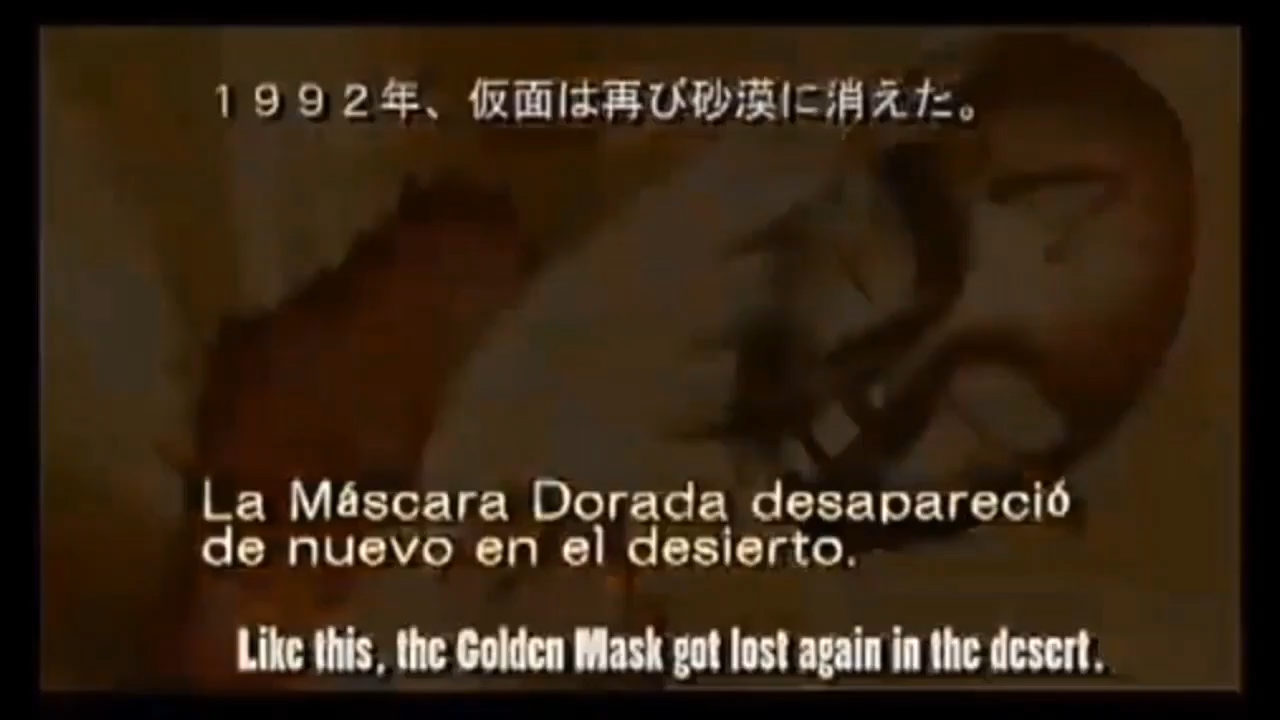 １９９２年、仮面は再び砂漠に消えた。
La Máscara Dorada desapareció
de nuevo en el desierto.
Like this, the Golden Mask got lost again in the desert.